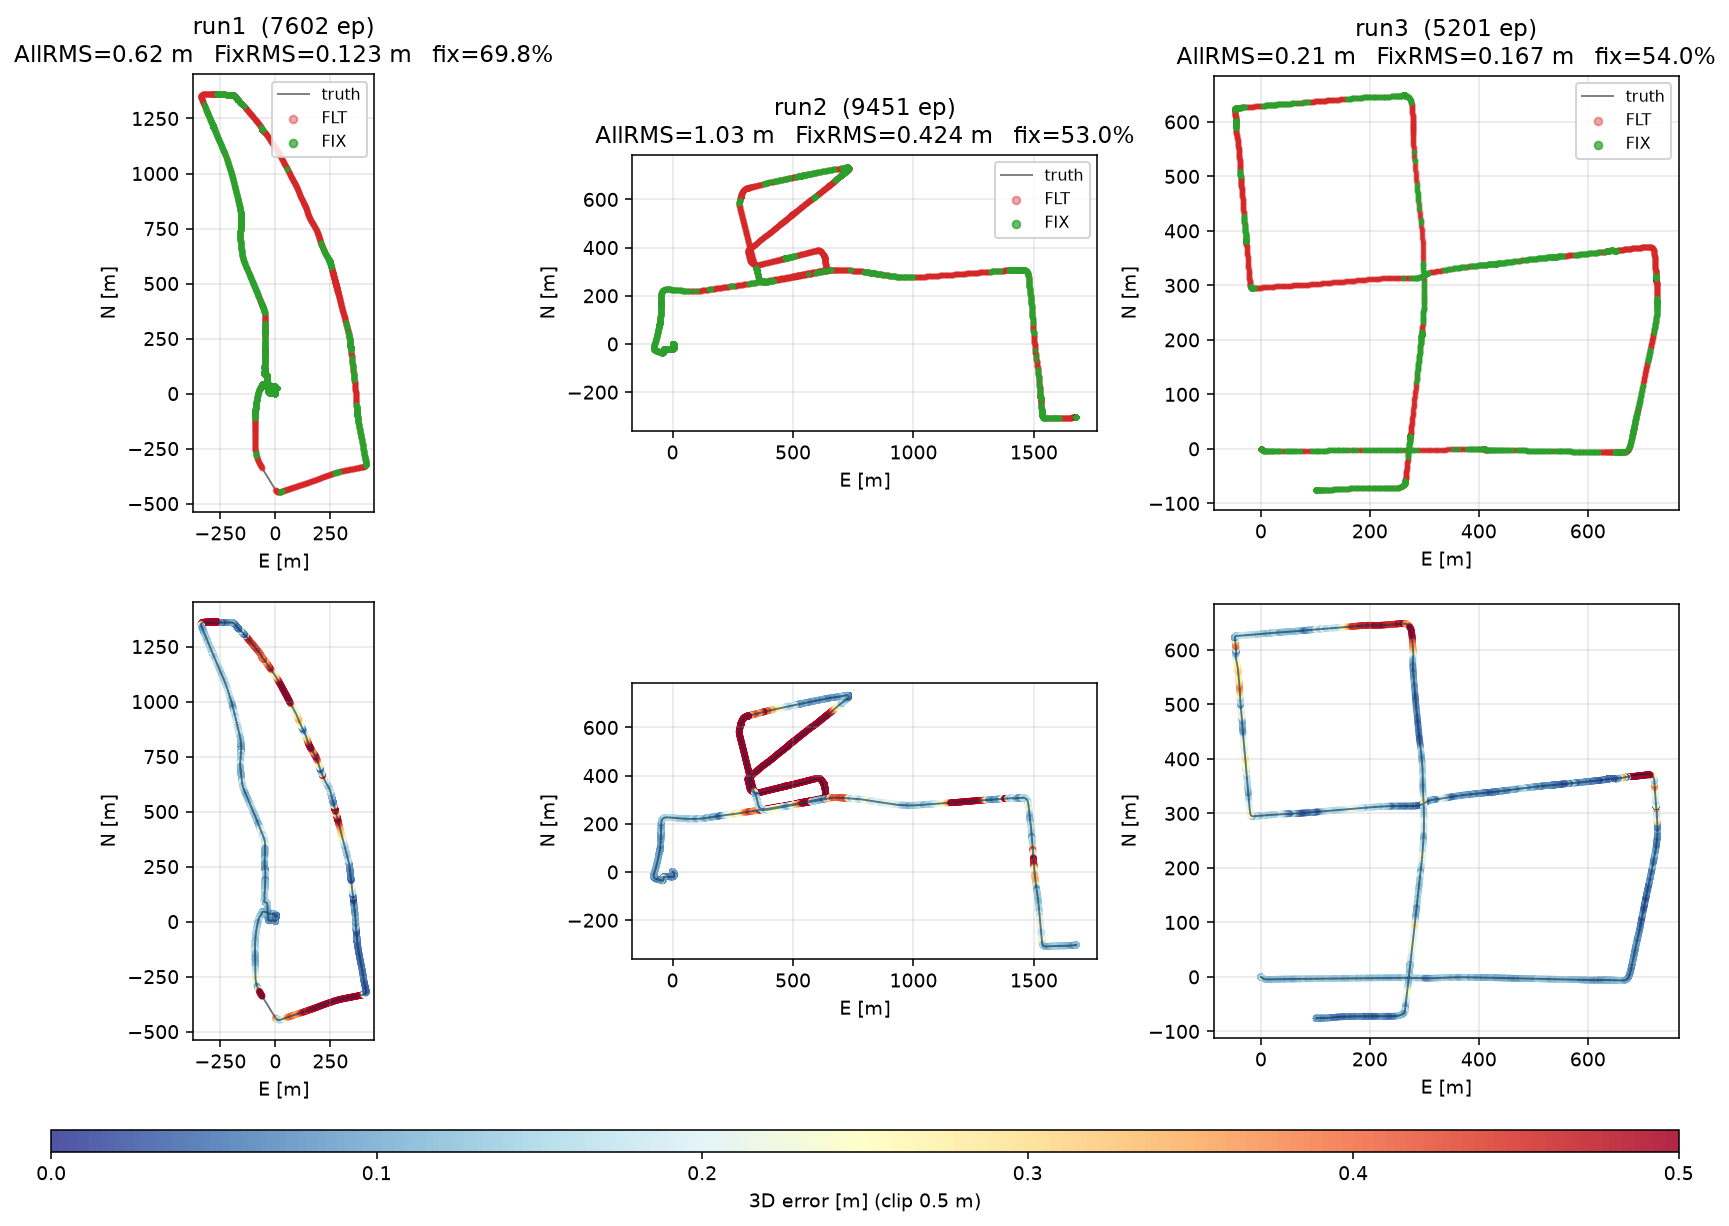 run1  (7602 ep)
AllRMS=0.62 m   FixRMS=0.123 m   fix=69.8%
truth
FLT
FIX
1250
1000
750
500
250
0
−250
−500
N [m]
−250 0 250
E [m]
run2  (9451 ep)
AllRMS=1.03 m   FixRMS=0.424 m   fix=53.0%
truth
FLT
FIX
600
400
200
0
−200
N [m]
0 500 1000 1500
E [m]
run3  (5201 ep)
AllRMS=0.21 m   FixRMS=0.167 m   fix=54.0%
truth
FLT
FIX
600
500
400
300
200
100
0
−100
N [m]
0 200 400 600
E [m]
1250
1000
750
500
250
0
−250
−500
N [m]
−250 0 250
E [m]
600
400
200
0
−200
N [m]
0 500 1000 1500
E [m]
600
500
400
300
200
100
0
−100
N [m]
0 200 400 600
E [m]
0.0 0.1 0.2 0.3 0.4 0.5
3D error [m] (clip 0.5 m)